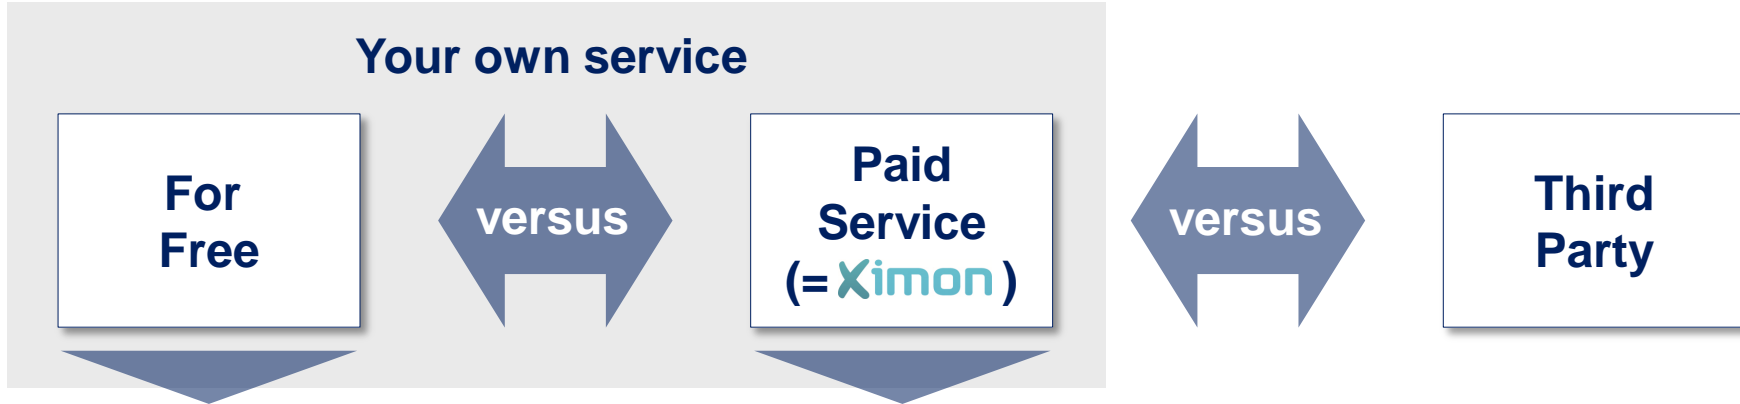 Your own service
For
Free
versus
Paid
Service
(= Ximon )
versus
Third
Party